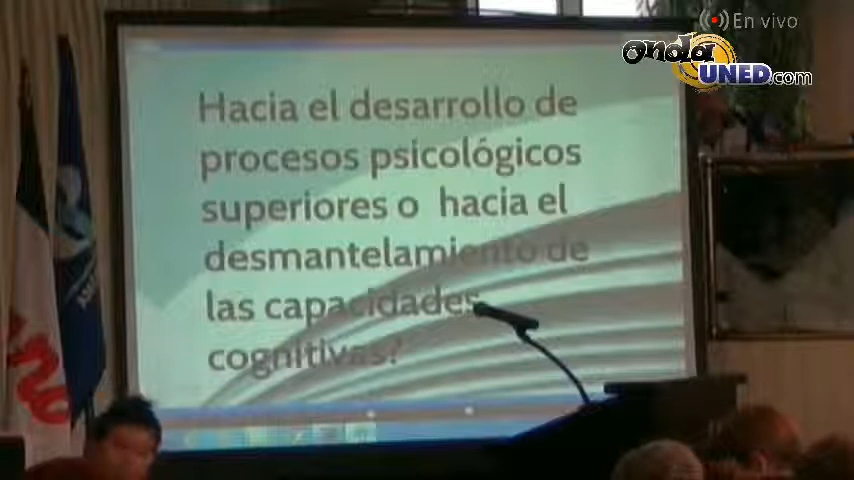 En vivo
onda
UNED.com
Hacia el desarrollo de
procesos psicológicos
superiores o hacia el
desmantelamiento de
las capacidades
cognitivas?